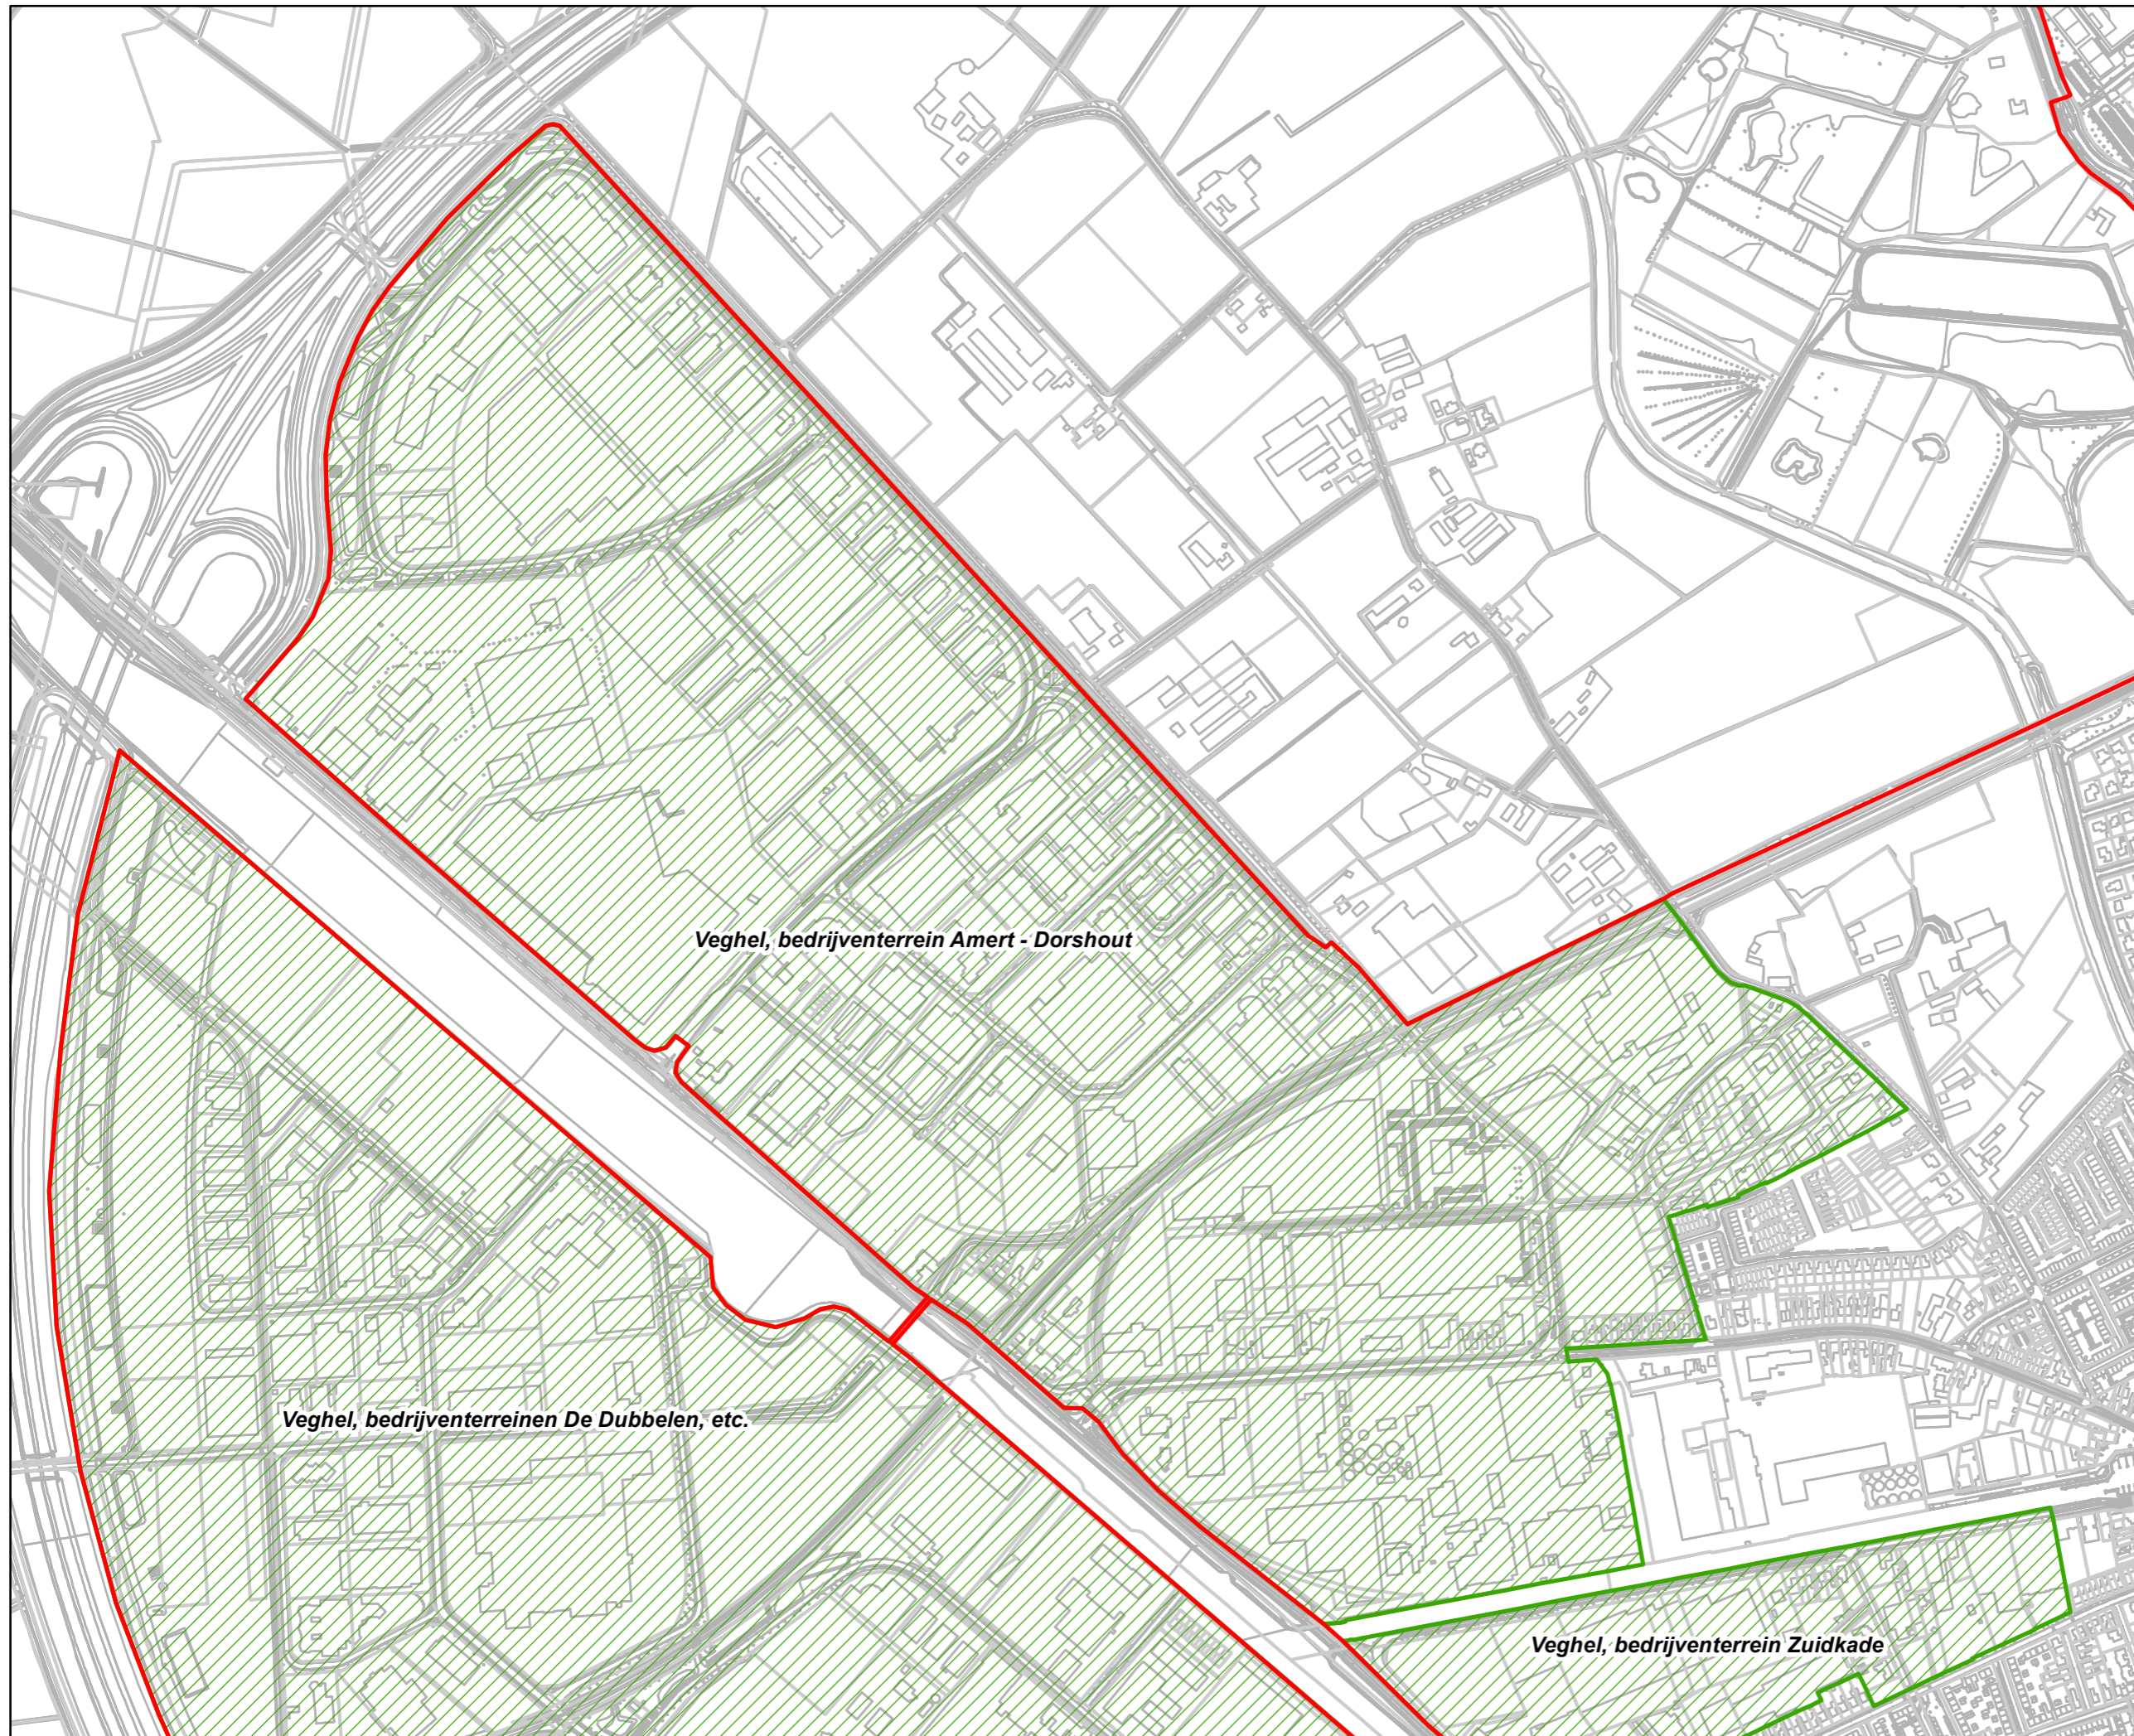 Veghel, bedrijventerrein Amert - Dorshout
Veghel, bedrijventerreinen De Dubbelen, etc.
Veghel, bedrijventerrein Zuidkade